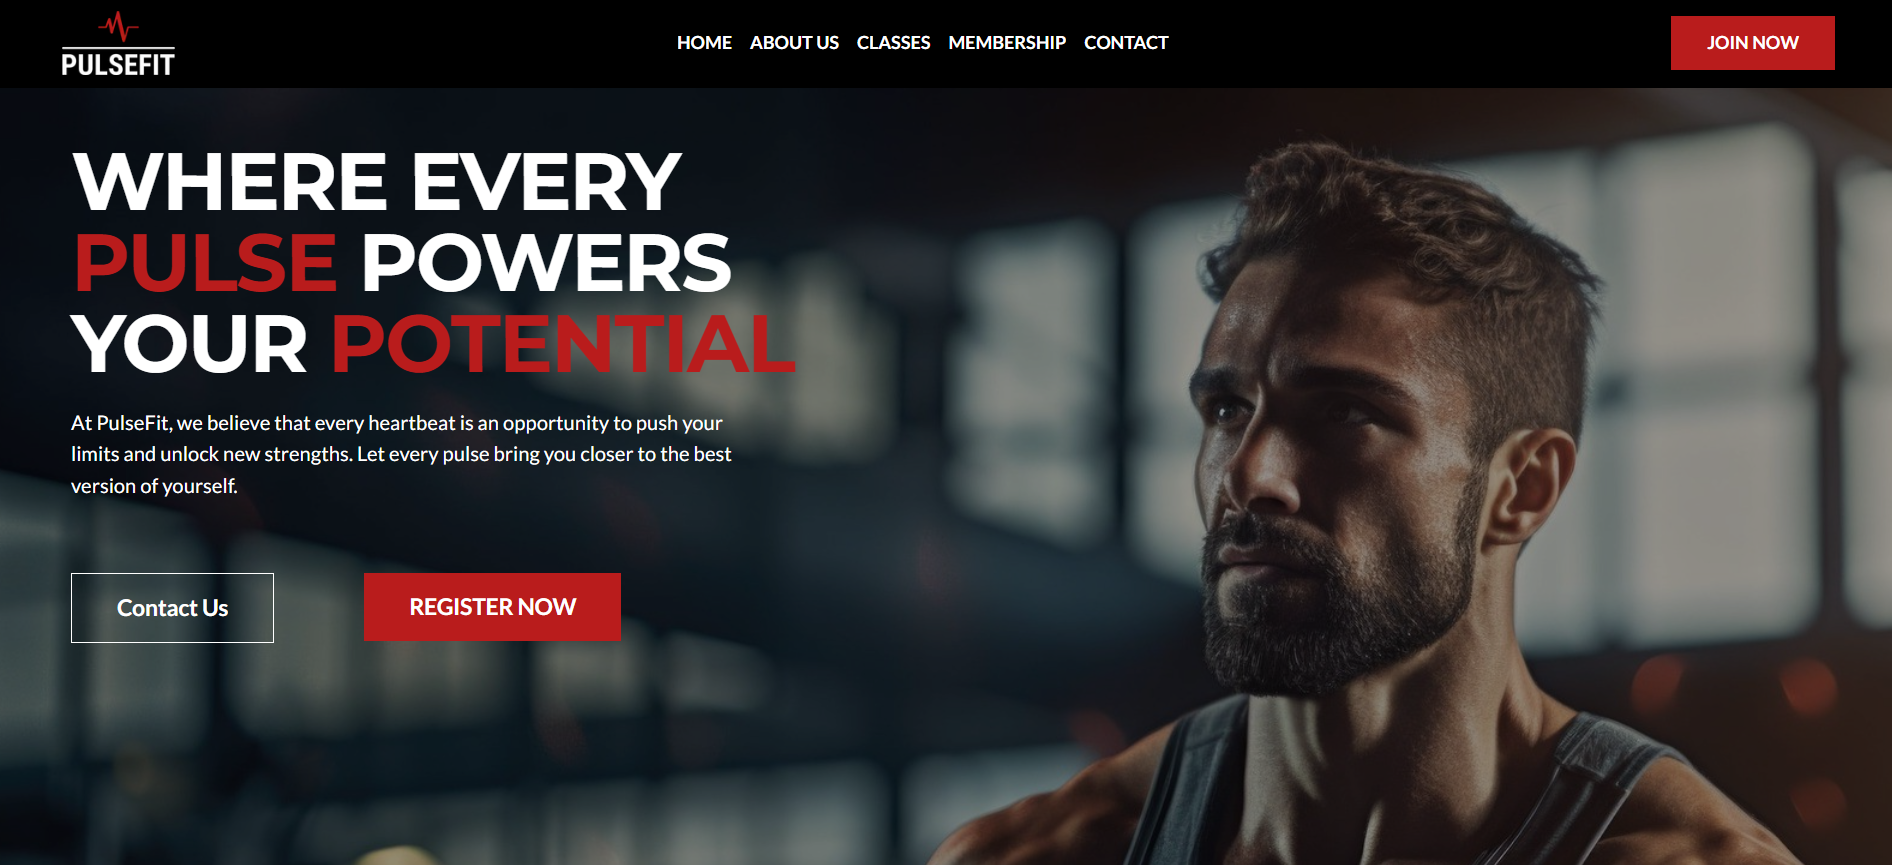 PULSEFIT
HOME ABOUT US CLASSES MEMBERSHIP CONTACT
JOIN NOW
WHERE EVERY
PULSE POWERS
YOUR POTENTIAL
At PulseFit, we believe that every heartbeat is an opportunity to push your
limits and unlock new strengths. Let every pulse bring you closer to the best
version of yourself.
Contact Us
REGISTER NOW